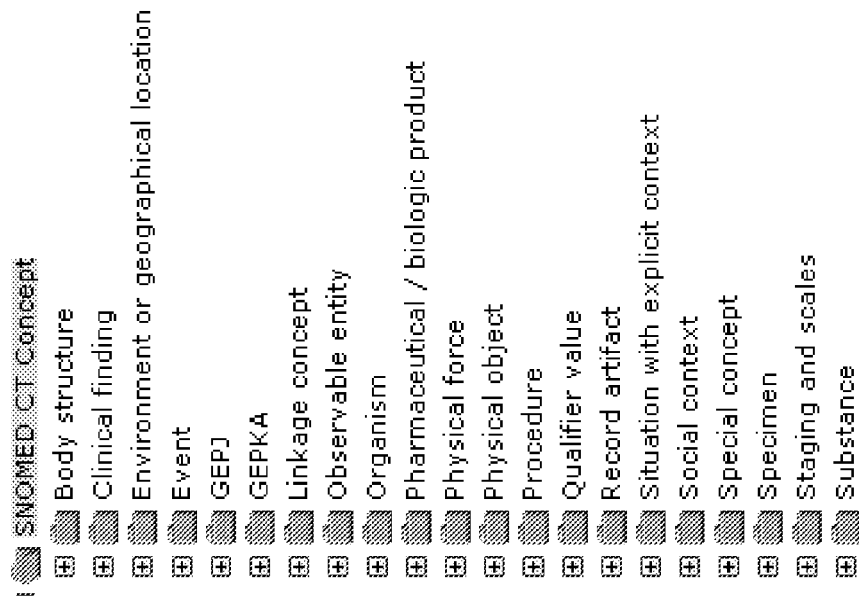 SNOMED CT Concept
Body structure
Clinical finding
Environment or geographical location
Event
GEPJ
GEPKA
Linkage concept
Observable entity
Organism
Pharmaceutical / biologic product
Physical force
Physical object
Procedure
Qualifier value
Record artifact
Situation with explicit context
Social context
Special concept
Specimen
Staging and scales
Substance